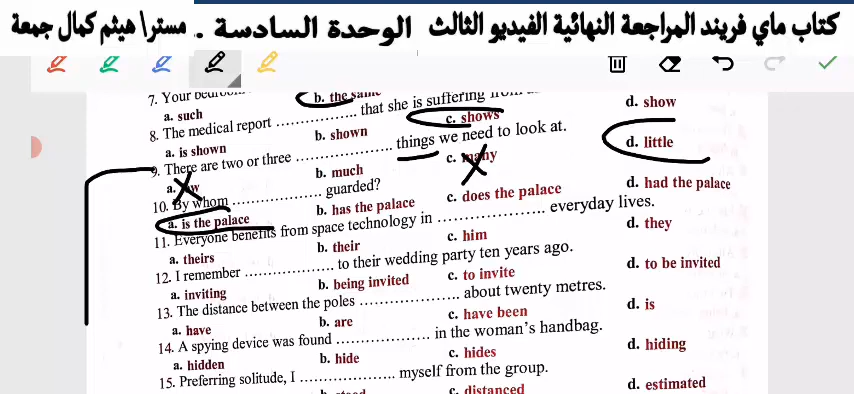 كتاب ماي فريند المراجعة النهائية الفيديو الثالث الوحدة السادسة . مستر\ هيثم كمال جمعة
7. Your
b. the same
a. such
8. The medical report ................ that she is suffering from
d. show
a. is shown
b. shown
c. shows
9. There are two or three ................... things we need to look at.
b. much
c. many
d. little
10. By whom .................. guarded?
a. is the palace
b. has the palace
c. does the palace
d. had the palace
11. Everyone benefits from space technology in ..................... everyday lives.
a. theirs
b. their
c. him
d. they
12. I remember .................. to their wedding party ten years ago.
a. inviting
b. being invited
c. to invite
d. to be invited
13. The distance between the poles .................... about twenty metres.
a. have
b. are
c. have been
d. is
14. A spying device was found ................... in the woman's handbag.
a. hidden
b. hide
c. hides
d. hiding
15. Preferring solitude, I ................... myself from the group.
c. distanced
d. estimated